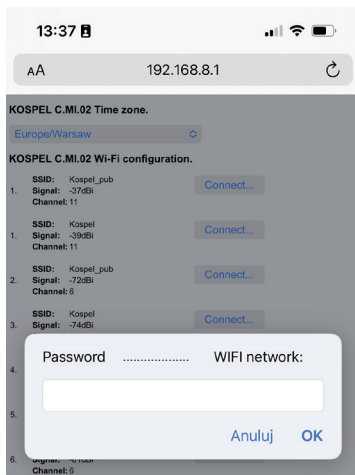 13:37
AA 192.168.8.1
KOSPEL C.MI.02 Time zone.
Europe/Warsaw
KOSPEL C.MI.02 Wi-Fi configuration.
SSID: Kospel_pub
1. Signal: -37dBi Connect...
Channel: 11
SSID: Kospel
1. Signal: -39dBi Connect...
Channel: 11
SSID: Kospel_pub
2. Signal: -72dBi Connect...
Channel: 6
SSID: Kospel
3. Signal: -74dBi Connect...
Password ................... WIFI network:
4.
Anuluj OK
5.
6. Signal:
Channel: 6